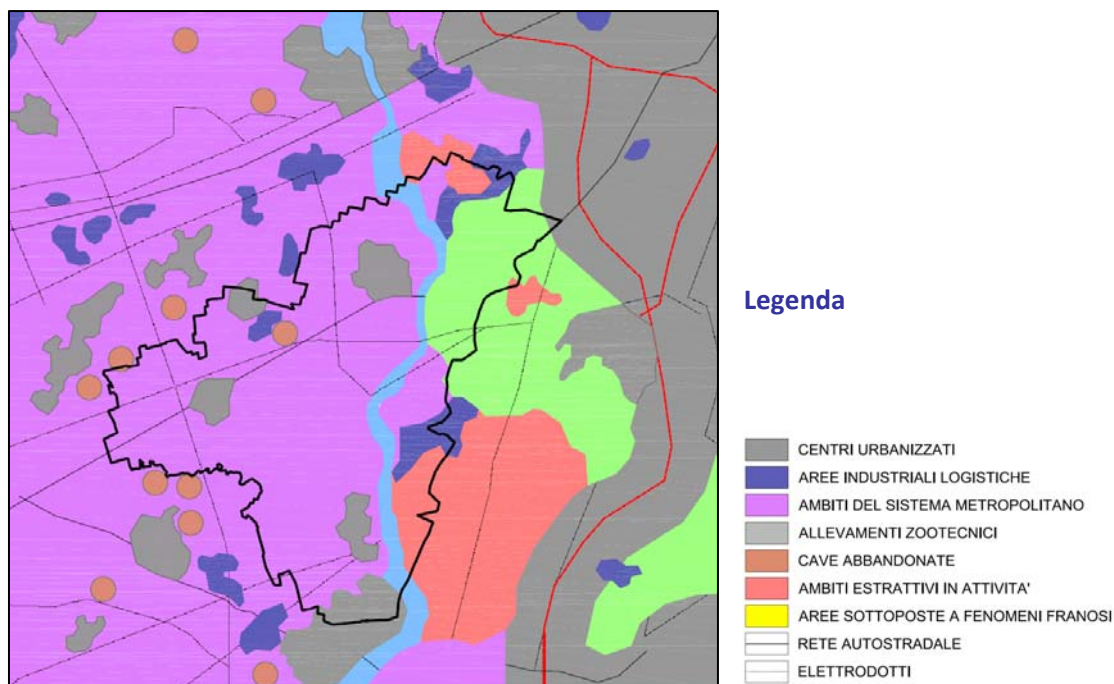 Legenda
CENTRI URBANIZZATI
AREE INDUSTRIALI LOGISTICHE
AMBITI DEL SISTEMA METROPOLITANO
ALLEVAMENTI ZOOTECNICI
CAVE ABBANDONATE
AMBITI ESTRATTIVI IN ATTIVITA'
AREE SOTTOPOSTE A FENOMENI FRANOSI
RETE AUTOSTRADALE
ELETTRODOTTI